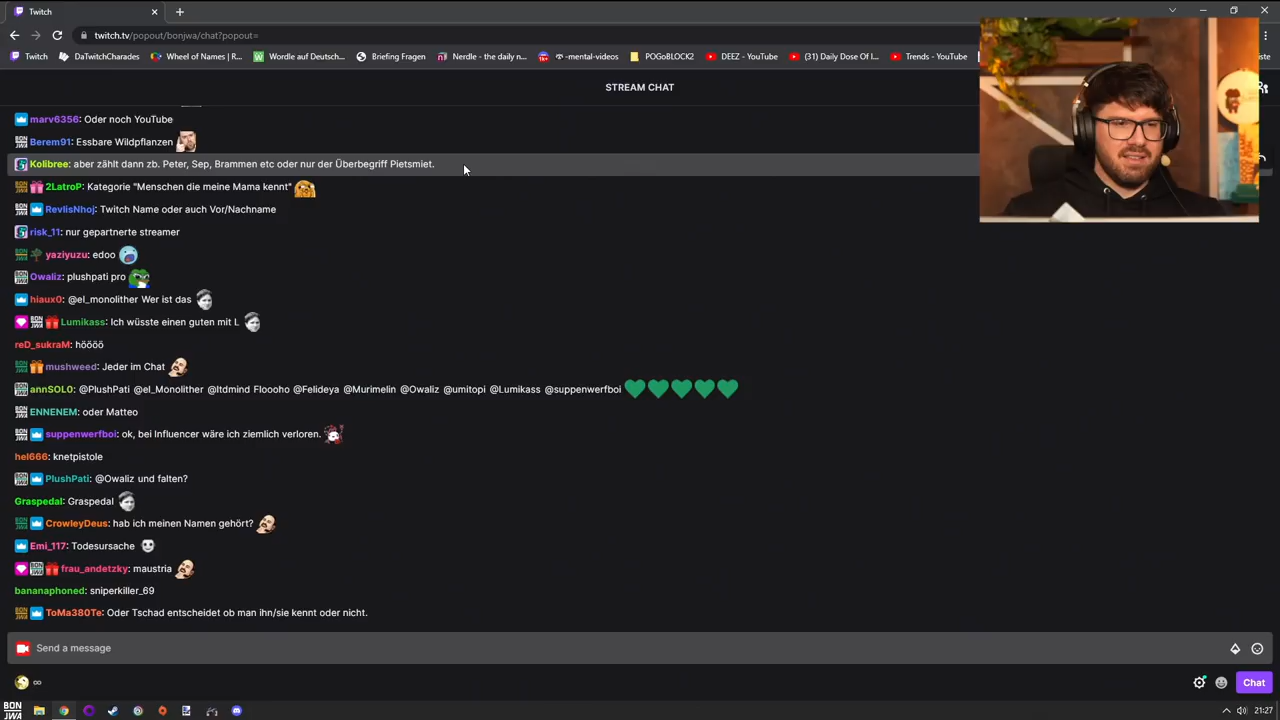 Twitch
twitch.tv/popout/bonjwa/chat?popout=
Twitch
DaTwitchCharades
Wheel of Names | R...
Wordle auf Deutsch...
Briefing Fragen
Nerdle - the daily n...
-mental-videos
POGoBLOCK2
DEEZ - YouTube
(31) Daily Dose Of I...
Trends - YouTube
STREAM CHAT
marv6356: Oder noch YouTube
Berem91: Essbare Wildpflanzen
Kolibree: aber zählt dann zb. Peter, Sep, Brammen etc oder nur der Überbegriff Pietsmiet.
2LatroP: Kategorie "Menschen die meine Mama kennt"
RevlisNhoj: Twitch Name oder auch Vor/Nachname
risk_11: nur gepartnerte streamer
yaziyuzu: edoo
Owaliz: plushpati pro
hiaux0: @el_monolither Wer ist das
Lumikass: Ich wüsste einen guten mit L
reD_sukraM: höööö
mushweed: Jeder im Chat
annSOL0: @PlushPati @el_Monolither @Itdmind Floooho @Felideya @Murimelin @Owaliz @umitopi @Lumikass @suppenwerfboi
ENNENEM: oder Matteo
suppenwerfboi: ok, bei Influencer wäre ich ziemlich verloren.
hel666: knetpistole
PlushPati: @Owaliz und falten?
Graspedal: Graspedal
CrowleyDeus: hab ich meinen Namen gehört?
Emi_117: Todesursache
frau_andetzky: maustria
bananaphoned: sniperkiller_69
ToMa380Te: Oder Tschad entscheidet ob man ihn/sie kennt oder nicht.
Send a message
∞
Chat
BON
JWA
21:27